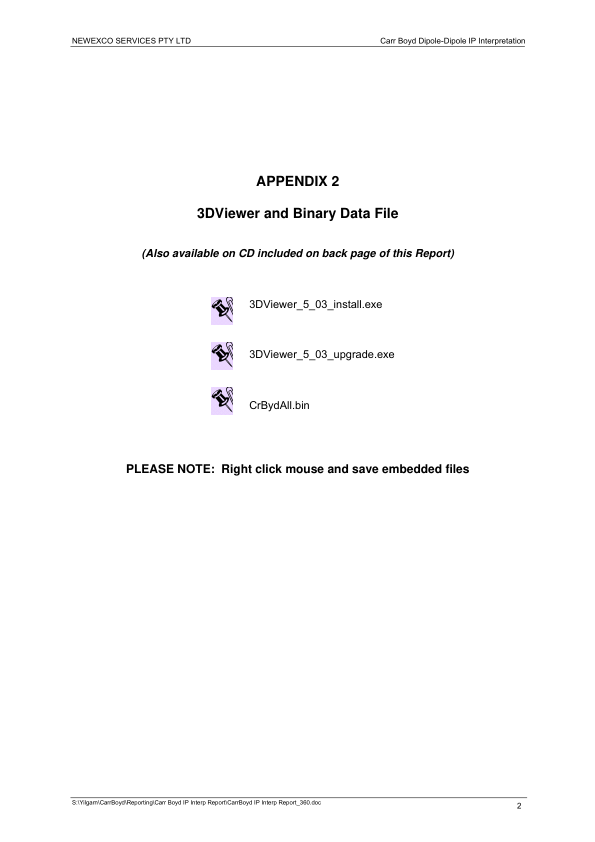 NEWEXCO SERVICES PTY LTD Carr Boyd Dipole-Dipole IP Interpretation
APPENDIX 2
3DViewer and Binary Data File
(Also available on CD included on back page of this Report)
3DViewer_5_03_install.exe
3DViewer_5_03_upgrade.exe
CrBydAll.bin
PLEASE NOTE: Right click mouse and save embedded files
S:\Yilgarn\CarrBoyd\Reporting\Carr Boyd IP Interp Report\CarrBoyd IP Interp Report_360.doc 2